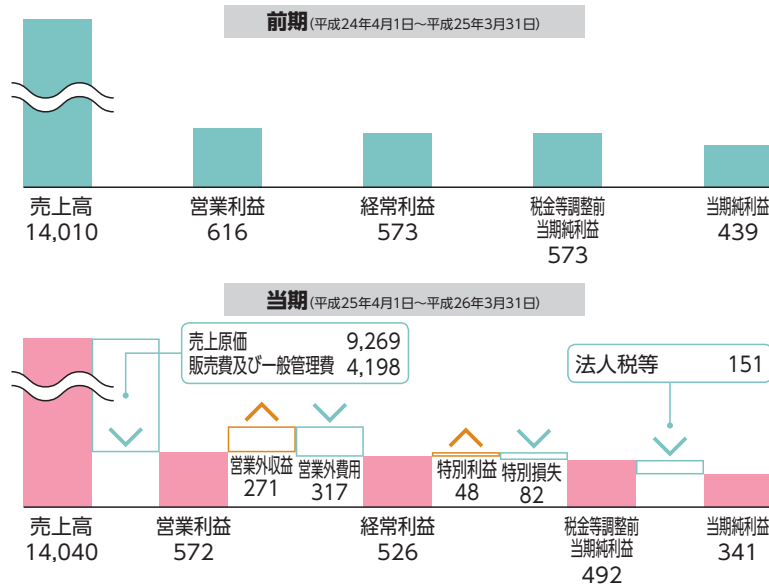 前期(平成24年4月1日~平成25年3月31日)
売上高
14,010
営業利益
616
経常利益
573
税金等調整前
当期純利益
573
当期純利益
439
当期(平成25年4月1日~平成26年3月31日)
売上原価 9,269
販売費及び一般管理費 4,198
法人税等 151
営業外収益
271
営業外費用
317
特別利益
48
特別損失
82
売上高
14,040
営業利益
572
経常利益
526
税金等調整前
当期純利益
492
当期純利益
341